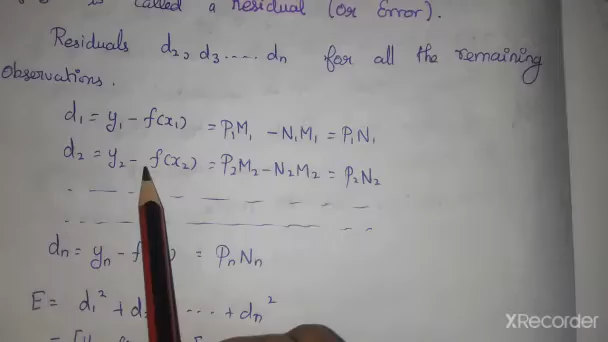 is called a Residual (or Error).
Residuals d₂, d₃ ..... dₙ for all the remaining
observations.
d₁ = y₁ - f(x₁) = P₁M₁ - N₁M₁ = P₁N₁
d₂ = y₂ - f(x₂) = P₂M₂ - N₂M₂ = P₂N₂
dₙ = yₙ - f ) = PₙNₙ
E = d₁² + d ... + dₙ²
XRecorder